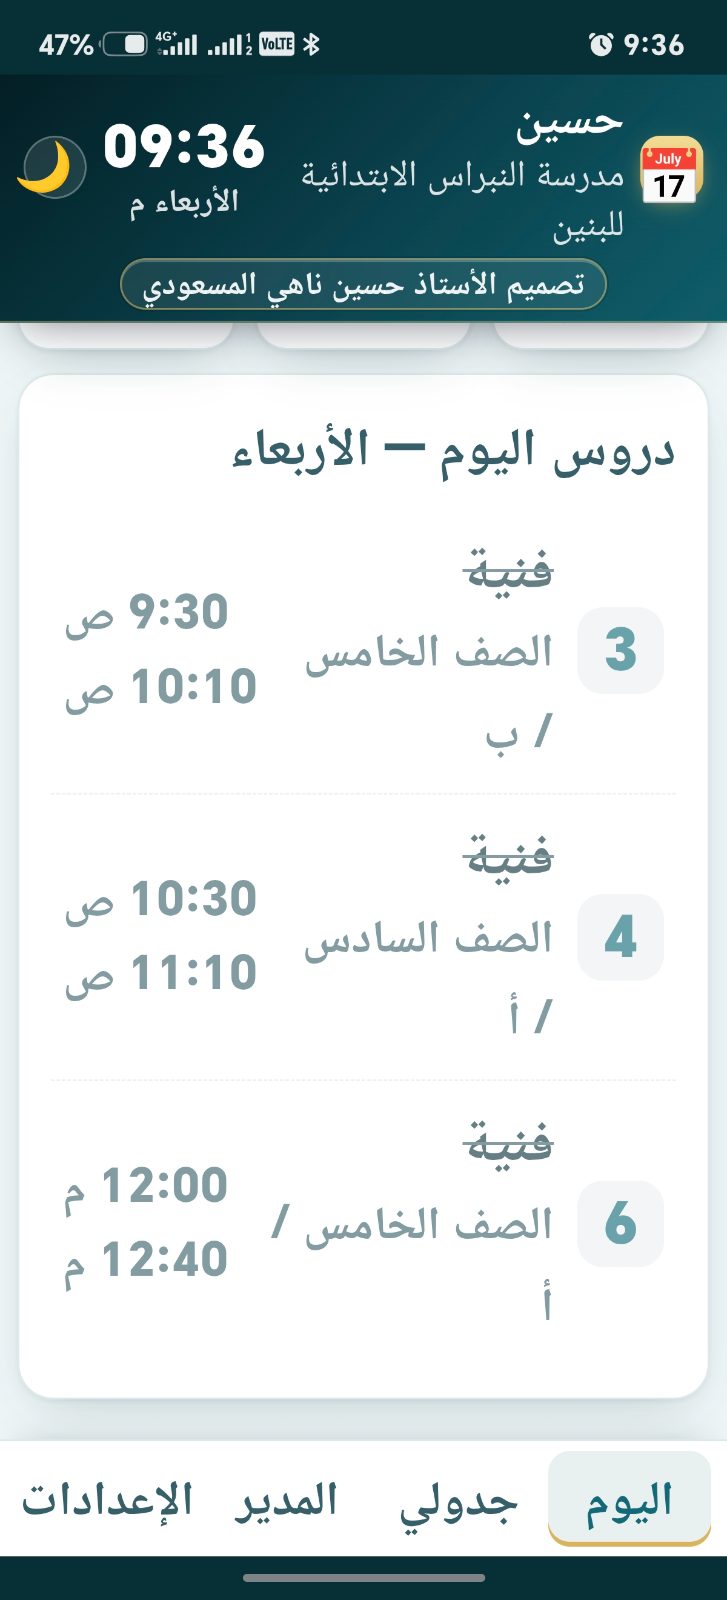 47% 4G+ 1 2 VoLTE 9:36
حسين
مدرسة النبراس الابتدائية
للبنين
July
17
09:36
الأربعاء م
تصميم الأستاذ حسين ناهي المسعودي
دروس اليوم — الأربعاء
3
فنية
الصف الخامس
/ ب
9:30 ص
10:10 ص
4
فنية
الصف السادس
/ أ
10:30 ص
11:10 ص
6
فنية
الصف الخامس /
أ
12:00 م
12:40 م
اليوم
جدولي
المدير
الإعدادات